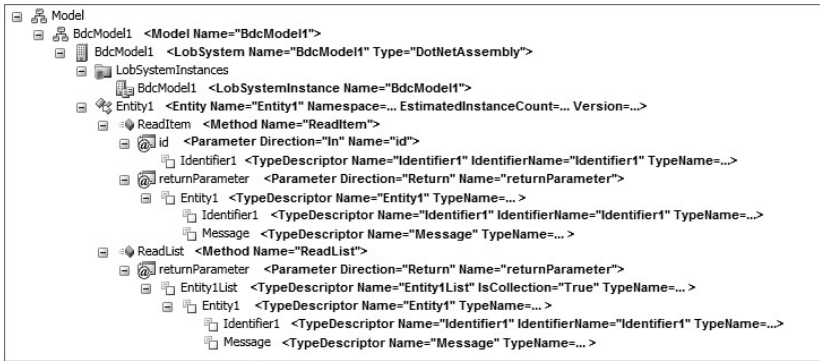 Model
BdcModel1 <Model Name="BdcModel1">
BdcModel1 <LobSystem Name="BdcModel1" Type="DotNetAssembly">
LobSystemInstances
BdcModel1 <LobSystemInstance Name="BdcModel1">
Entity1 <Entity Name="Entity1" Namespace=... EstimatedInstanceCount=... Version=...>
ReadItem <Method Name="ReadItem">
id <Parameter Direction="In" Name="id">
Identifier1 <TypeDescriptor Name="Identifier1" IdentifierName="Identifier1" TypeName=...>
returnParameter <Parameter Direction="Return" Name="returnParameter">
Entity1 <TypeDescriptor Name="Entity1" TypeName=... >
Identifier1 <TypeDescriptor Name="Identifier1" IdentifierName="Identifier1" TypeName=...>
Message <TypeDescriptor Name="Message" TypeName=... >
ReadList <Method Name="ReadList">
returnParameter <Parameter Direction="Return" Name="returnParameter">
Entity1List <TypeDescriptor Name="Entity1List" IsCollection="True" TypeName=... >
Entity1 <TypeDescriptor Name="Entity1" TypeName=... >
Identifier1 <TypeDescriptor Name="Identifier1" IdentifierName="Identifier1" TypeName=...>
Message <TypeDescriptor Name="Message" TypeName=... >